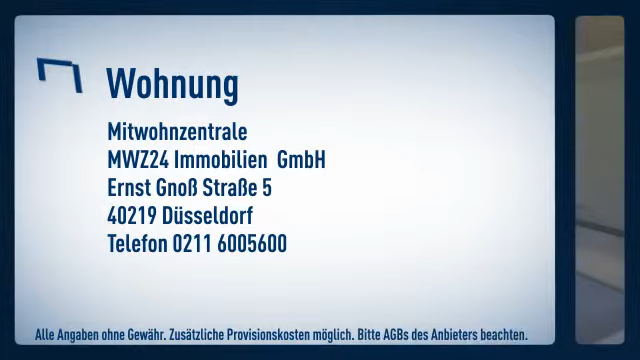 Wohnung
Mitwohnzentrale
MWZ24 Immobilien GmbH
Ernst Gnoß Straße 5
40219 Düsseldorf
Telefon 0211 6005600
Alle Angaben ohne Gewähr. Zusätzliche Provisionskosten möglich. Bitte AGBs des Anbieters beachten.